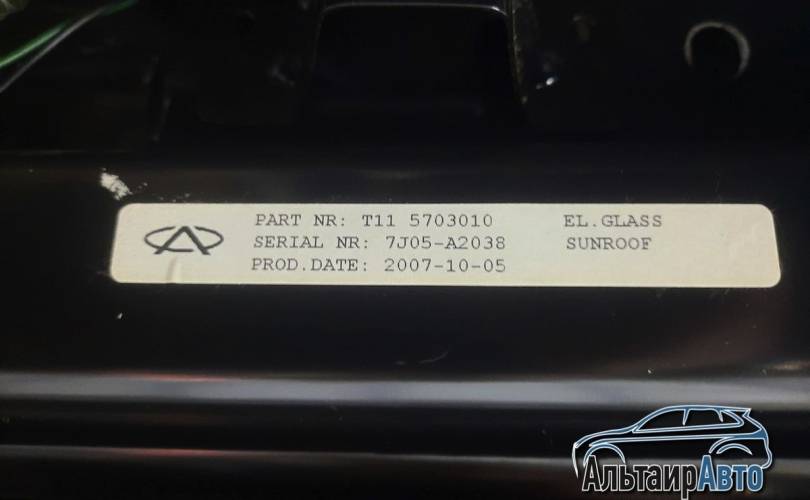 PART NR: T11 5703010 EL.GLASS
SERIAL NR: 7J05-A2038 SUNROOF
PROD.DATE: 2007-10-05
АльтаирАвто